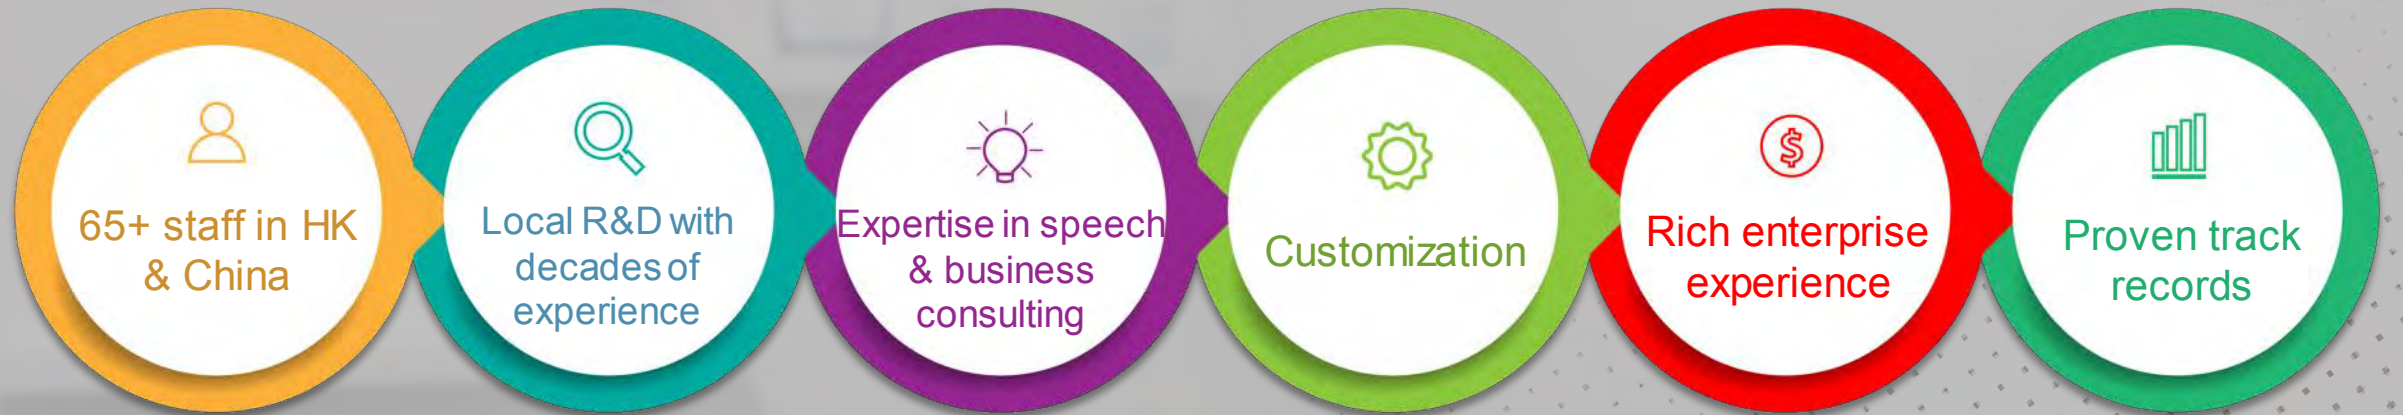 65+ staff in HK
& China
Local R&D with
decades of
experience
Expertise in speech
& business
consulting
Customization
Rich enterprise
experience
Proven track
records